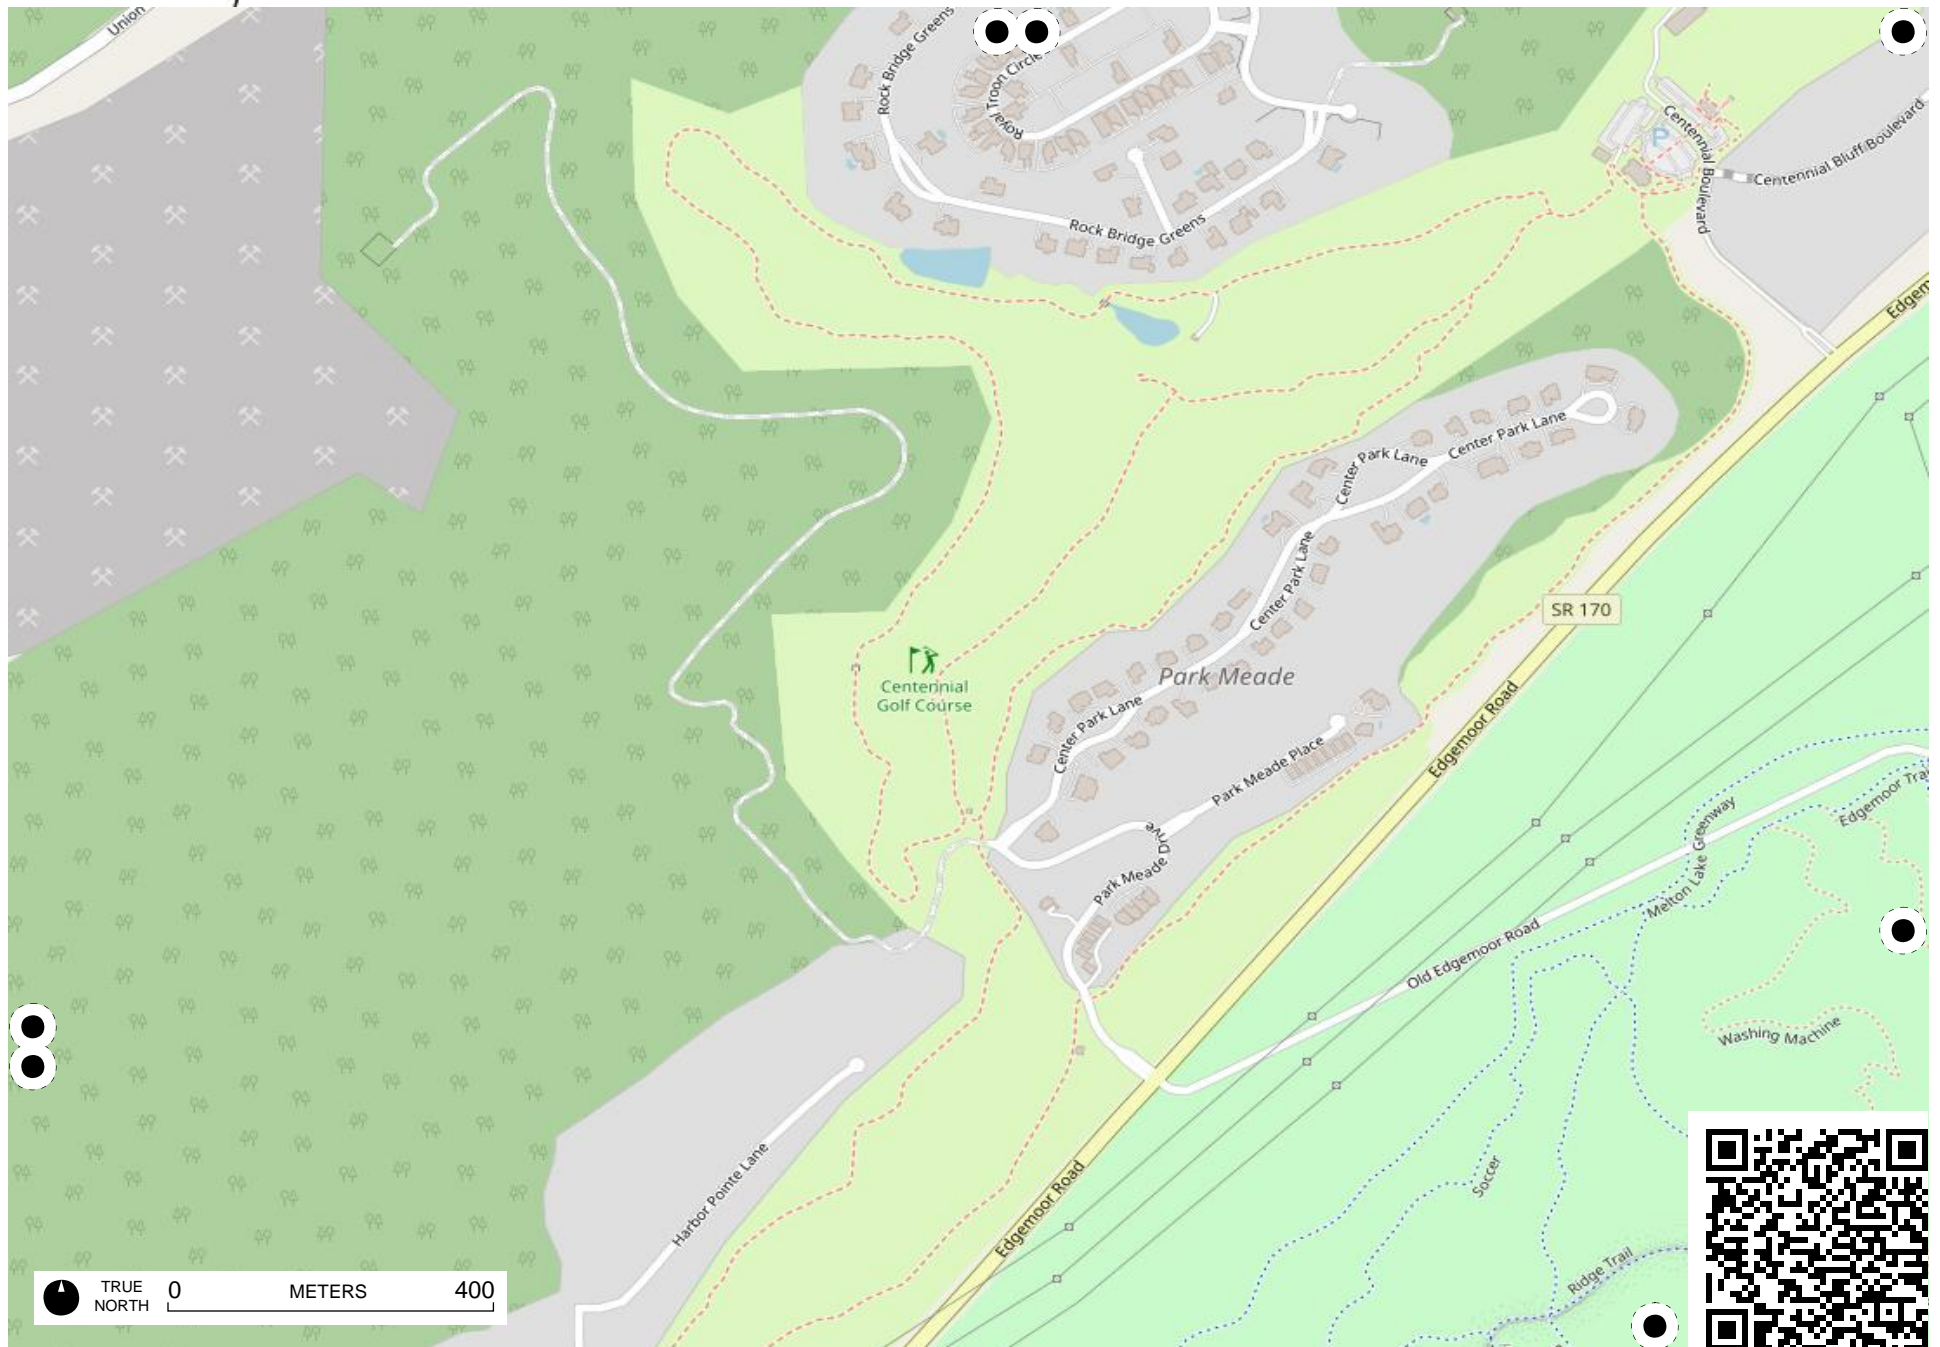 Union
Rock Bridge Greens
Royal Troon Circle
Rock Bridge Greens
Centennial Boulevard
P
Centennial Bluff Boulevard
Edgem
Center Park Lane
Center Park Lane
Center Park Lane
SR 170
Centennial
Golf Course
Park Meade
Center Park Lane
Edgemoor Road
Park Meade Place
Park Meade Drive
Melton Lake Greenway
Edgemoor Trai
Old Edgemoor Road
Washing Machine
Harbor Pointe Lane
Edgemoor Road
Soccer
Ridge Trail
TRUE
NORTH
0 METERS 400